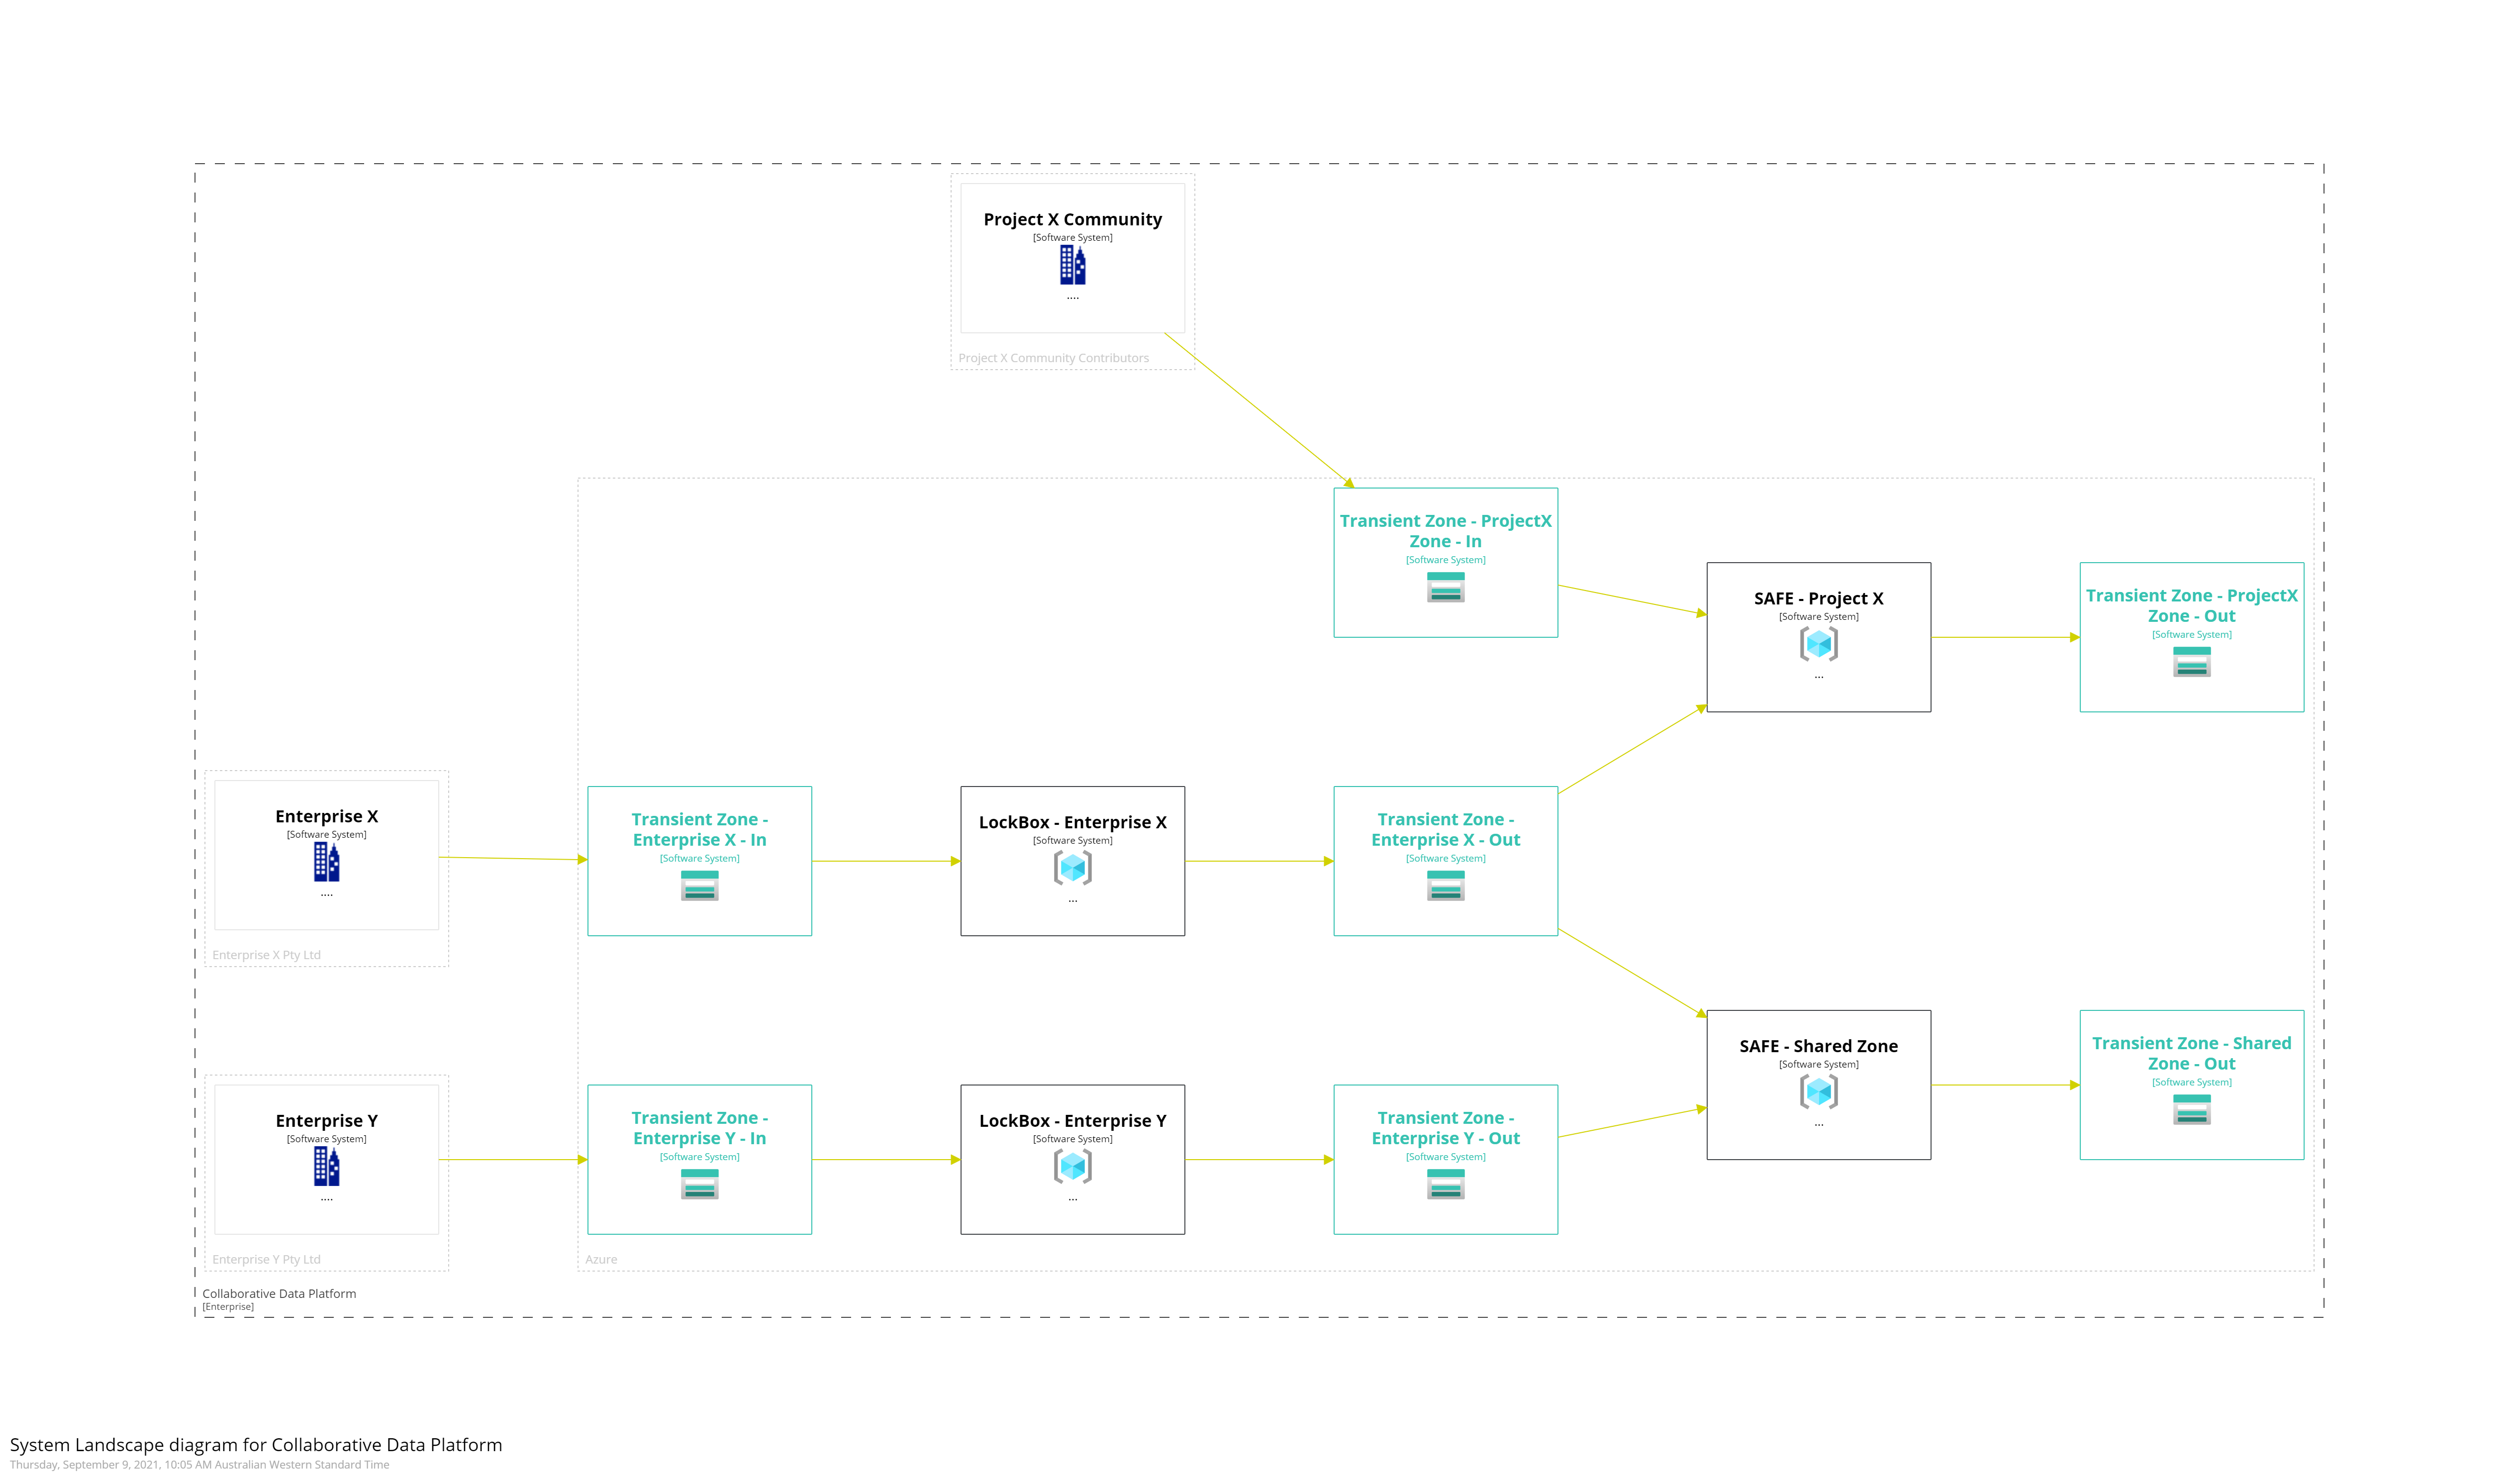 Project X Community
[Software System]
....
Project X Community Contributors
Transient Zone - ProjectX
Zone - In
[Software System]
SAFE - Project X
[Software System]
...
Transient Zone - ProjectX
Zone - Out
[Software System]
Enterprise X
[Software System]
....
Enterprise X Pty Ltd
Transient Zone -
Enterprise X - In
[Software System]
LockBox - Enterprise X
[Software System]
...
Transient Zone -
Enterprise X - Out
[Software System]
SAFE - Shared Zone
[Software System]
...
Transient Zone - Shared
Zone - Out
[Software System]
Enterprise Y
[Software System]
....
Enterprise Y Pty Ltd
Transient Zone -
Enterprise Y - In
[Software System]
LockBox - Enterprise Y
[Software System]
...
Transient Zone -
Enterprise Y - Out
[Software System]
Azure
Collaborative Data Platform
[Enterprise]
System Landscape diagram for Collaborative Data Platform
Thursday, September 9, 2021, 10:05 AM Australian Western Standard Time